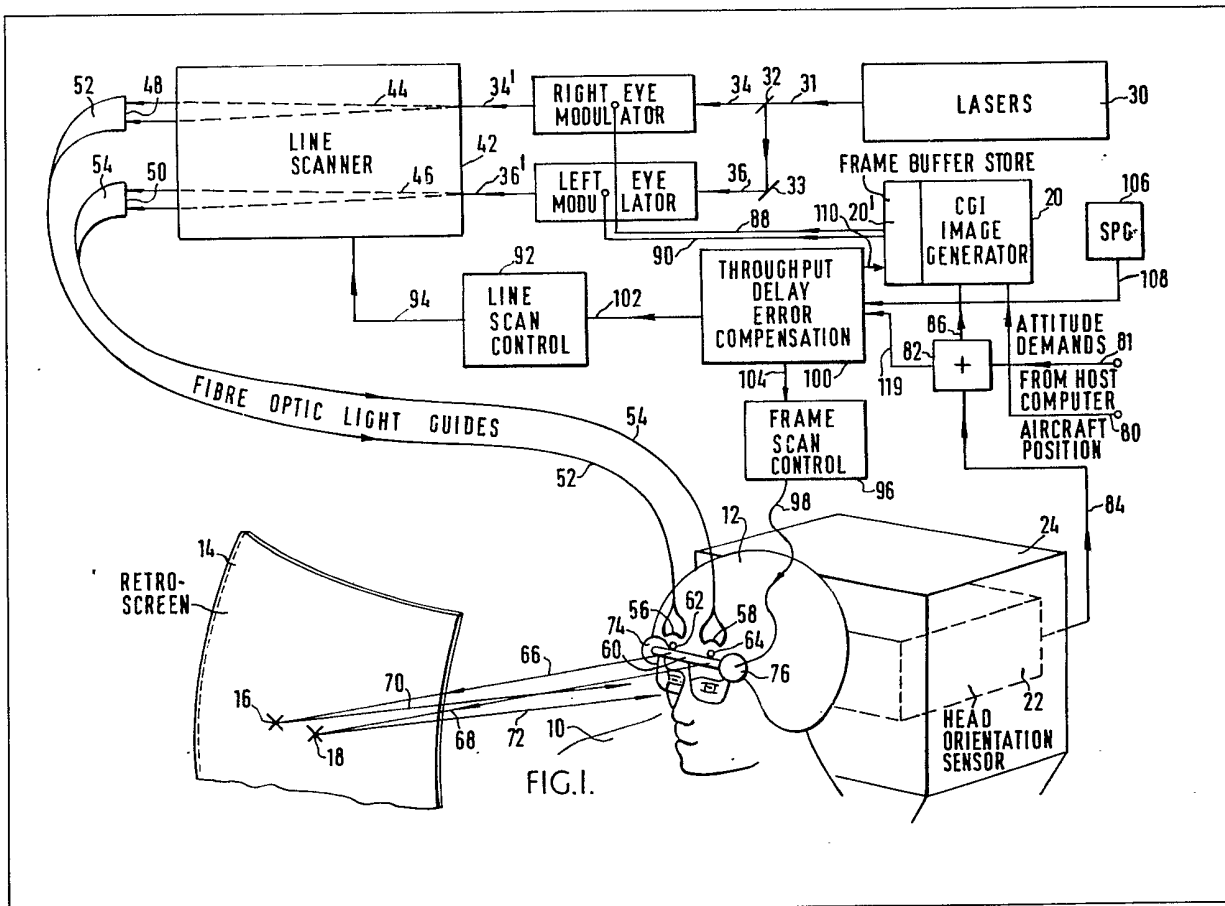 52
48
44
34¹
RIGHT EYE
MODULATOR
34
32
31
LASERS
30
LINE
SCANNER
42
54
50
46
36¹
LEFT EYE
MODU LATOR
36
33
FRAME BUFFER STORE
20¹
CGI
IMAGE
GENERATOR
20
106
SPG
88
90
110
108
92
LINE
SCAN
CONTROL
94
102
THROUGHPUT
DELAY
ERROR
COMPENSATION
104
100
119
86
82
+
ATTITUDE
DEMANDS
81
FROM HOST
COMPUTER
80
AIRCRAFT
POSITION
FIBRE OPTIC LIGHT GUIDES
54
52
FRAME
SCAN
CONTROL
96
98
84
14
RETRO-
SCREEN
12
24
56
62
58
74
64
60
76
66
70
16
68
72
18
10
22
HEAD
ORIENTATION
SENSOR
FIG.1.